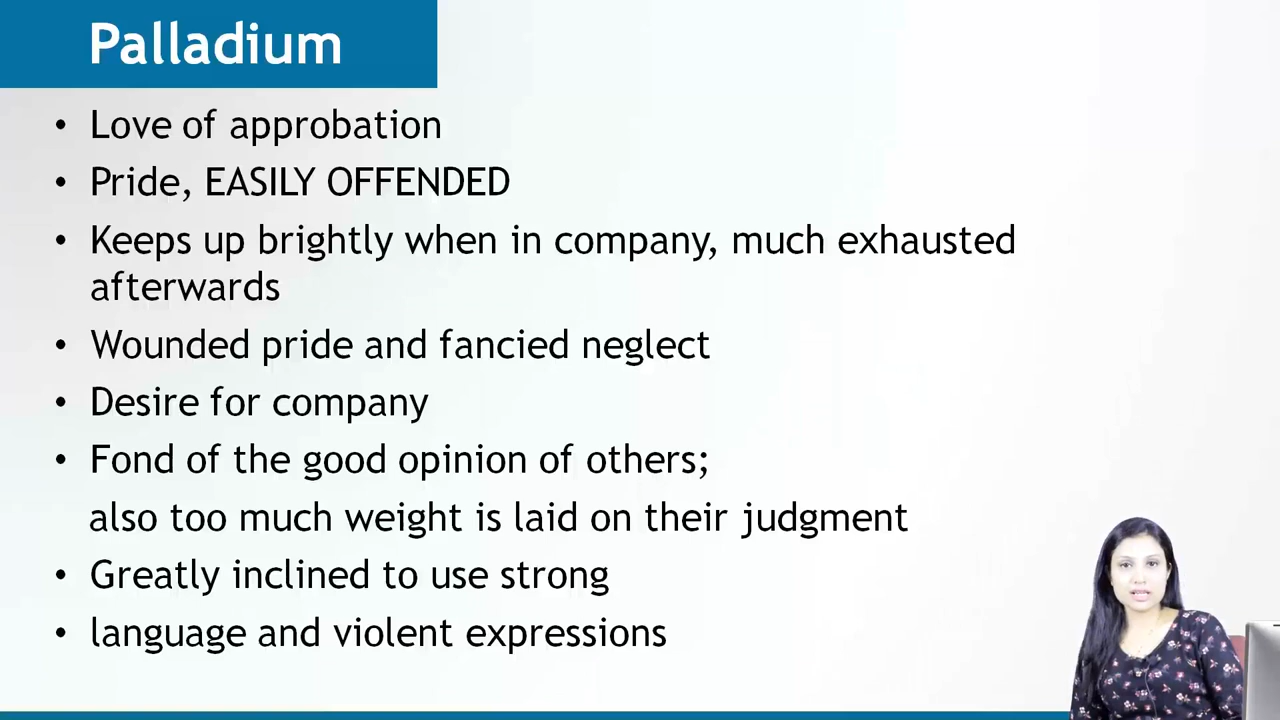 Palladium
• Love of approbation
• Pride, EASILY OFFENDED
• Keeps up brightly when in company, much exhausted
afterwards
• Wounded pride and fancied neglect
• Desire for company
• Fond of the good opinion of others;
also too much weight is laid on their judgment
• Greatly inclined to use strong
• language and violent expressions